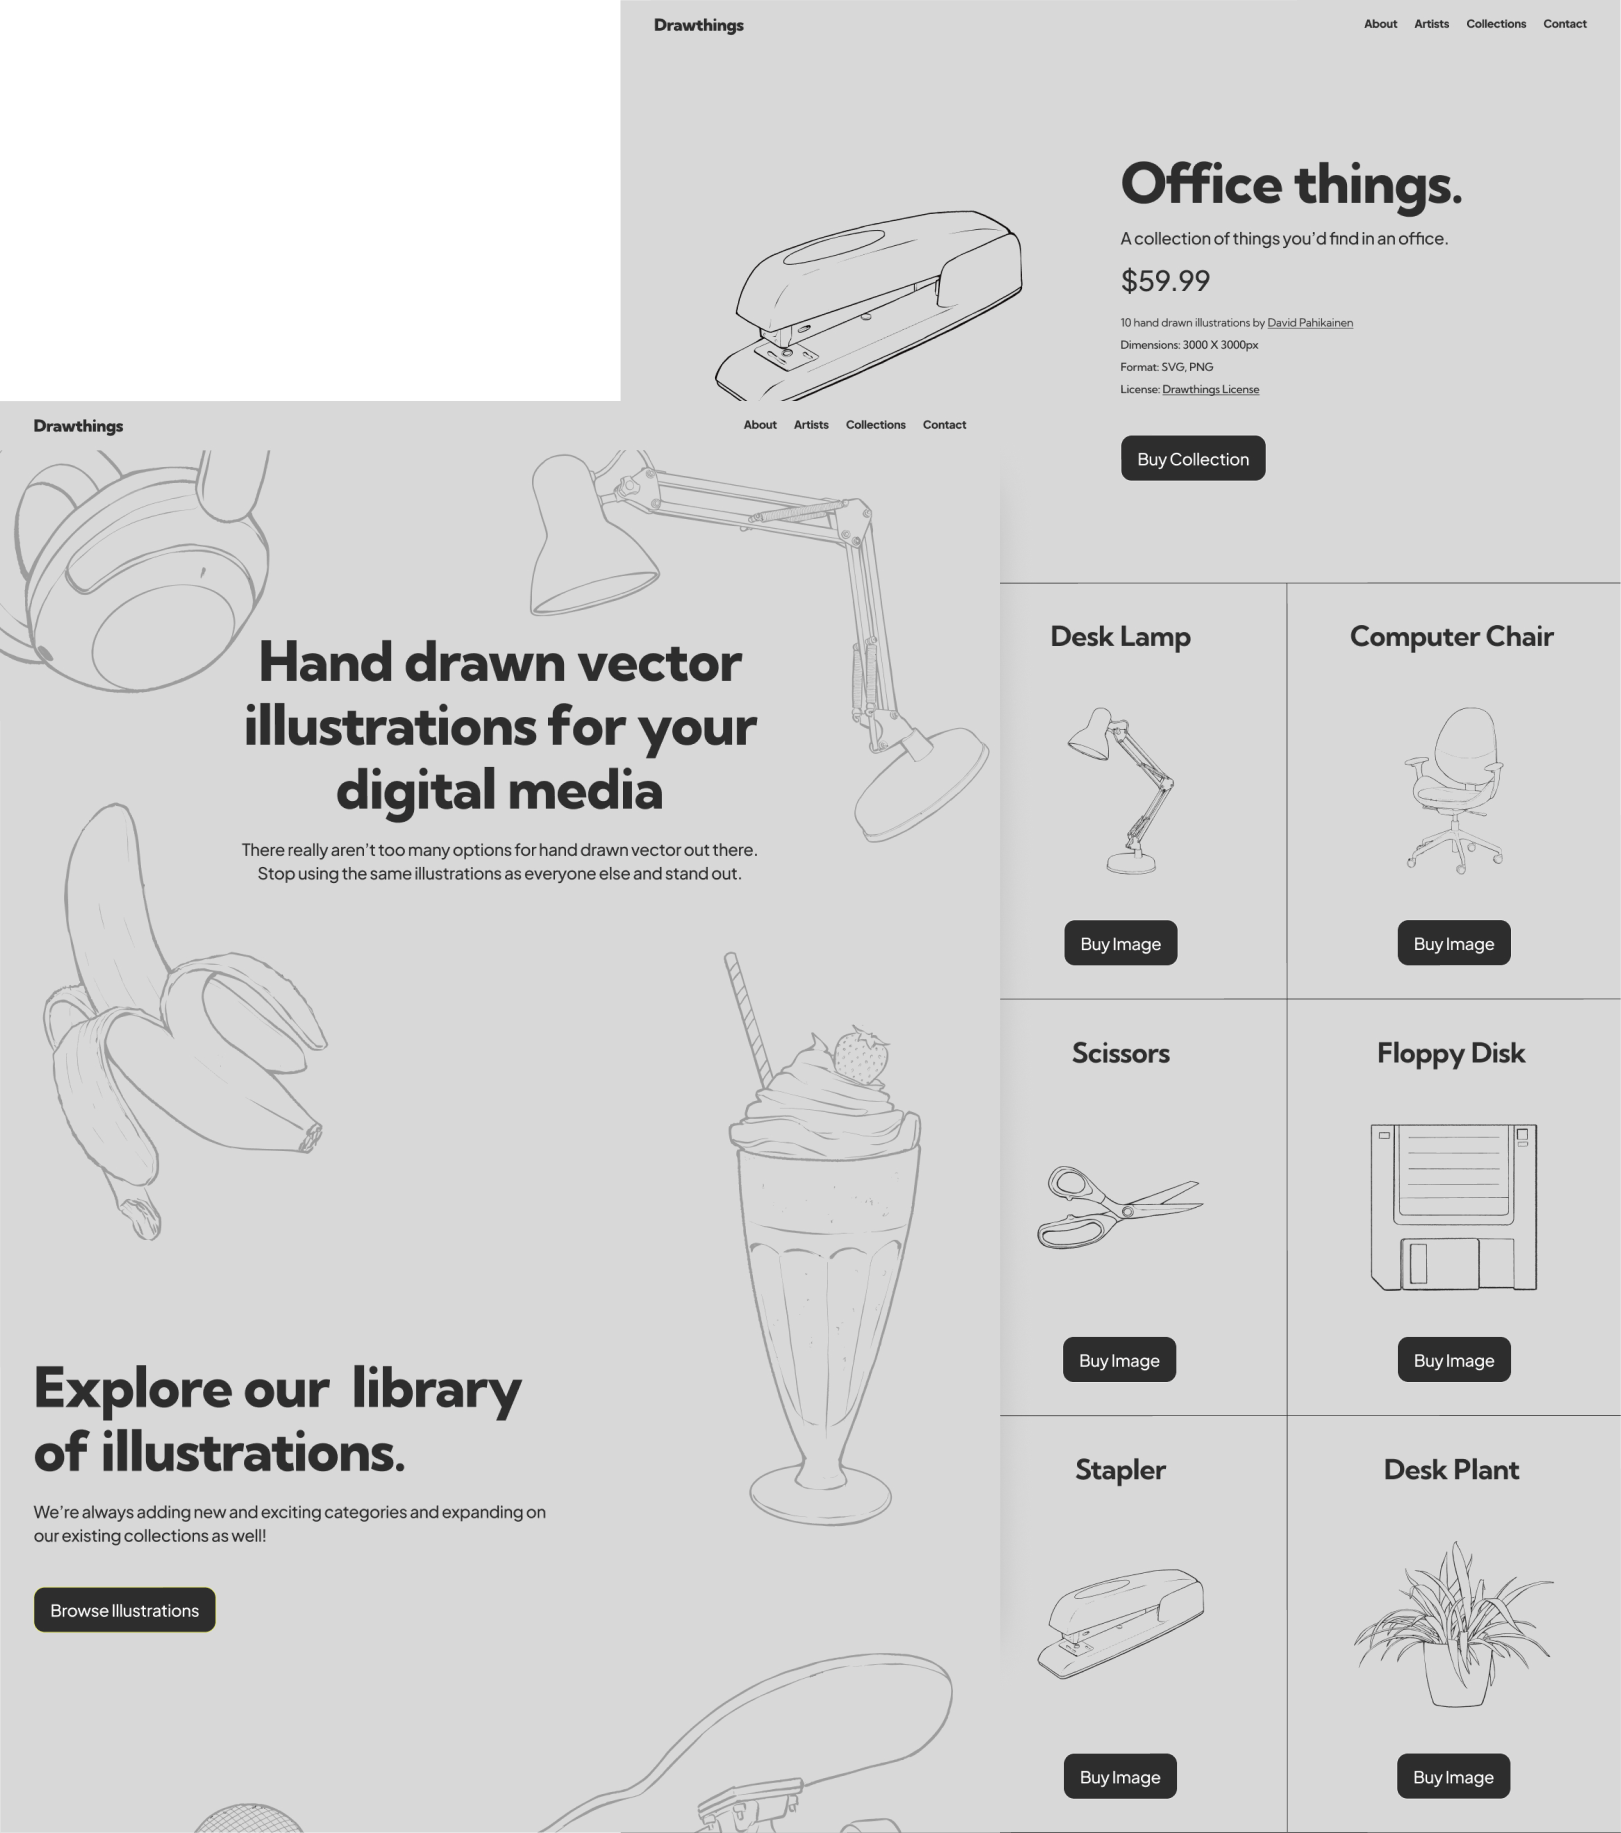 Drawthings
About Artists Collections Contact
Office things.
A collection of things you’d find in an office.
$59.99
10 hand drawn illustrations by David Pahikainen
Dimensions: 3000 X 3000px
Format: SVG, PNG
License: Drawthings License
Buy Collection
Drawthings
About Artists Collections Contact
Hand drawn vector
illustrations for your
digital media
There really aren’t too many options for hand drawn vector out there.
Stop using the same illustrations as everyone else and stand out.
Explore our library
of illustrations.
We’re always adding new and exciting categories and expanding on
our existing collections as well!
Browse Illustrations
Desk Lamp
Buy Image
Computer Chair
Buy Image
Scissors
Buy Image
Floppy Disk
Buy Image
Stapler
Buy Image
Desk Plant
Buy Image